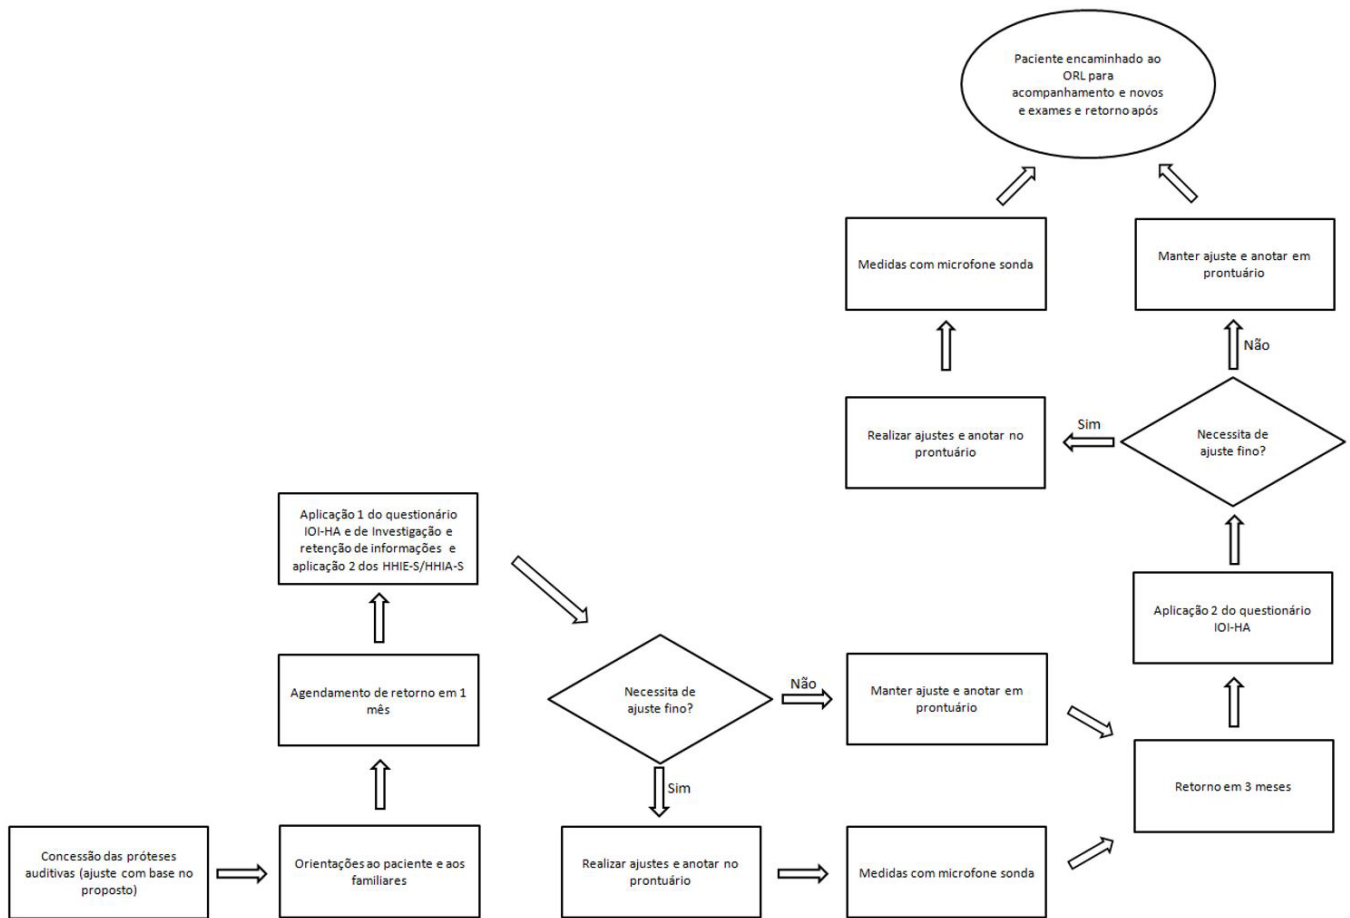 Paciente encaminhado ao
ORL para
acompanhamento e novos
e exames e retorno após
Medidas com microfone sonda
Manter ajuste e anotar em
prontuário
Não
Realizar ajustes e anotar no
prontuário
Sim
Necessita de
ajuste fino?
Aplicação 1 do questionário
IOI-HA e de Investigação e
retenção de informações e
aplicação 2 dos HHIE-S/HHIA-S
Aplicação 2 do questionário
IOI-HA
Agendamento de retorno em 1
mês
Necessita de
ajuste fino?
Não
Manter ajuste e anotar em
prontuário
Retorno em 3 meses
Sim
Concessão das próteses
auditivas (ajuste com base no
proposto)
Orientações ao paciente e aos
familiares
Realizar ajustes e anotar no
prontuário
Medidas com microfone sonda